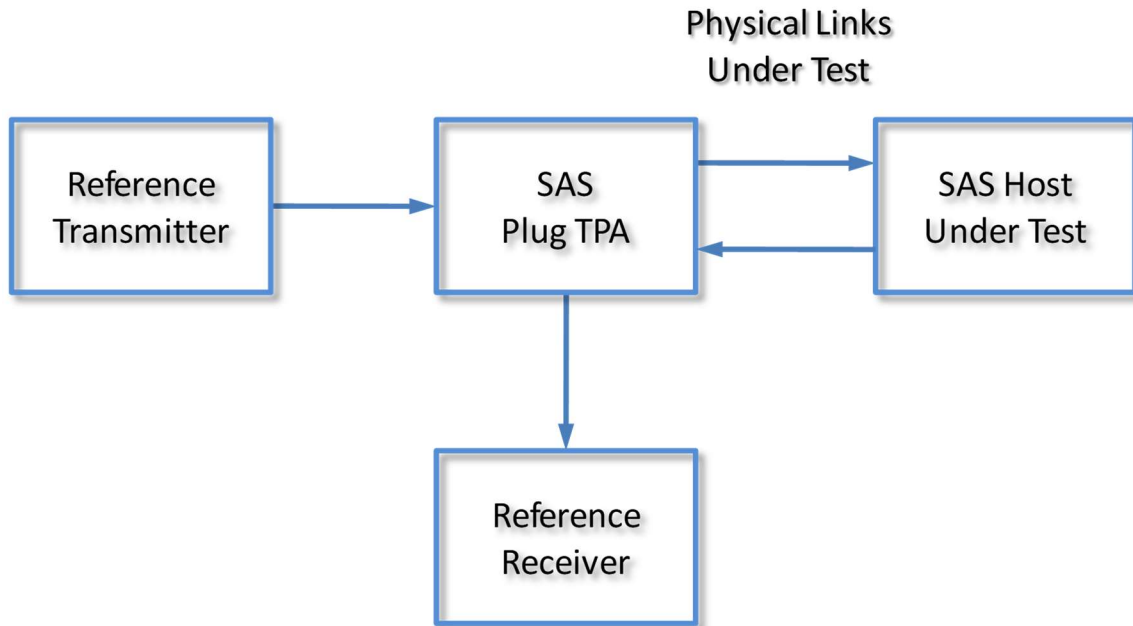 Physical Links
Under Test
Reference
Transmitter
SAS
Plug TPA
SAS Host
Under Test
Reference
Receiver